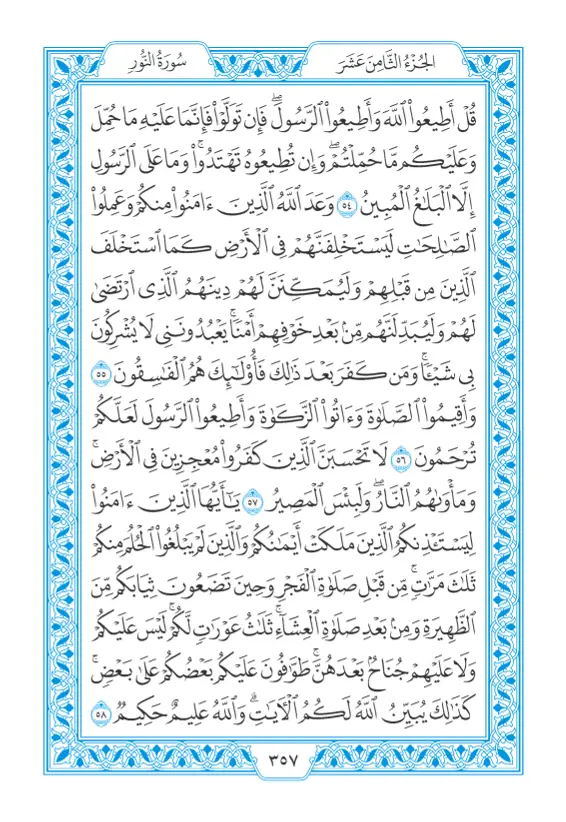 الجُزْءُ الثَّامِنَ عَشَرَ
سُورَةُ النُّورِ
قُلْ أَطِيعُوا۟ ٱللَّهَ وَأَطِيعُوا۟ ٱلرَّسُولَۖ فَإِن تَوَلَّوْا۟ فَإِنَّمَا عَلَيْهِ مَا حُمِّلَ
وَعَلَيْكُم مَّا حُمِّلْتُمْۖ وَإِن تُطِيعُوهُ تَهْتَدُوا۟ۚ وَمَا عَلَى ٱلرَّسُولِ
إِلَّا ٱلْبَلَٰغُ ٱلْمُبِينُ ٥٤ وَعَدَ ٱللَّهُ ٱلَّذِينَ ءَامَنُوا۟ مِنكُمْ وَعَمِلُوا۟
ٱلصَّٰلِحَٰتِ لَيَسْتَخْلِفَنَّهُمْ فِى ٱلْأَرْضِ كَمَا ٱسْتَخْلَفَ
ٱلَّذِينَ مِن قَبْلِهِمْ وَلَيُمَكِّنَنَّ لَهُمْ دِينَهُمُ ٱلَّذِى ٱرْتَضَىٰ
لَهُمْ وَلَيُبَدِّلَنَّهُم مِّنۢ بَعْدِ خَوْفِهِمْ أَمْنًاۚ يَعْبُدُونَنِى لَا يُشْرِكُونَ
بِى شَيْـًٔاۚ وَمَن كَفَرَ بَعْدَ ذَٰلِكَ فَأُو۟لَٰٓئِكَ هُمُ ٱلْفَٰسِقُونَ ٥٥
وَأَقِيمُوا۟ ٱلصَّلَوٰةَ وَءَاتُوا۟ ٱلزَّكَوٰةَ وَأَطِيعُوا۟ ٱلرَّسُولَ لَعَلَّكُمْ
تُرْحَمُونَ ٥٦ لَا تَحْسَبَنَّ ٱلَّذِينَ كَفَرُوا۟ مُعْجِزِينَ فِى ٱلْأَرْضِۚ
وَمَأْوَىٰهُمُ ٱلنَّارُۖ وَلَبِئْسَ ٱلْمَصِيرُ ٥٧ يَٰٓأَيُّهَا ٱلَّذِينَ ءَامَنُوا۟
لِيَسْتَـْٔذِنكُمُ ٱلَّذِينَ مَلَكَتْ أَيْمَٰنُكُمْ وَٱلَّذِينَ لَمْ يَبْلُغُوا۟ ٱلْحُلُمَ مِنكُمْ
ثَلَٰثَ مَرَّٰتٍۚ مِّن قَبْلِ صَلَوٰةِ ٱلْفَجْرِ وَحِينَ تَضَعُونَ ثِيَابَكُم مِّنَ
ٱلظَّهِيرَةِ وَمِنۢ بَعْدِ صَلَوٰةِ ٱلْعِشَآءِۚ ثَلَٰثُ عَوْرَٰتٍ لَّكُمْۚ لَيْسَ عَلَيْكُمْ
وَلَا عَلَيْهِمْ جُنَاحٌۢ بَعْدَهُنَّۚ طَوَّٰفُونَ عَلَيْكُم بَعْضُكُمْ عَلَىٰ بَعْضٍۚ
كَذَٰلِكَ يُبَيِّنُ ٱللَّهُ لَكُمُ ٱلْءَايَٰتِۗ وَٱللَّهُ عَلِيمٌ حَكِيمٌ ٥٨
٣٥٧